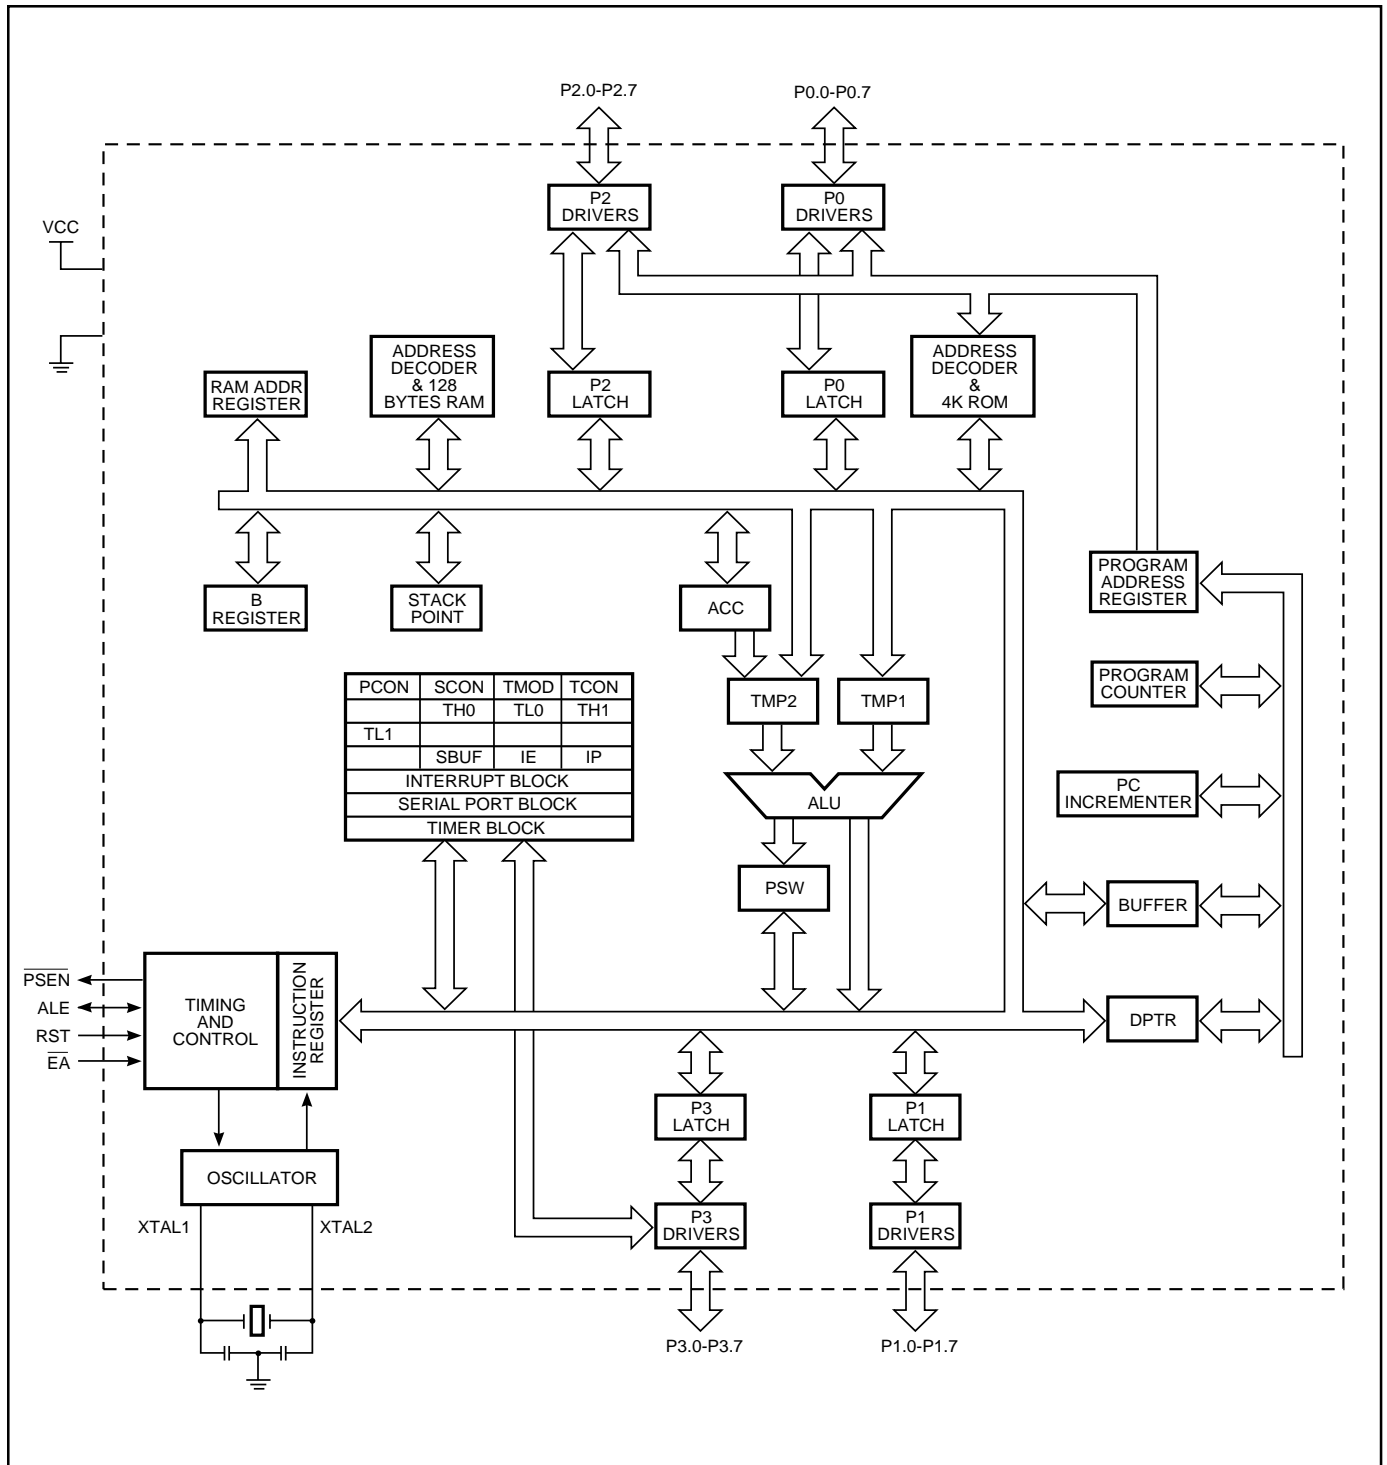 P2.0-P2.7
P0.0-P0.7
P2
DRIVERS
P0
DRIVERS
VCC
RAM ADDR
REGISTER
ADDRESS
DECODER
& 128
BYTES RAM
P2
LATCH
P0
LATCH
ADDRESS
DECODER
&
4K ROM
B
REGISTER
STACK
POINT
ACC
PROGRAM
ADDRESS
REGISTER
PCON SCON TMOD TCON
TH0 TL0 TH1
TL1
SBUF IE IP
INTERRUPT BLOCK
SERIAL PORT BLOCK
TIMER BLOCK
TMP2
TMP1
PROGRAM
COUNTER
ALU
PC
INCREMENTER
PSW
BUFFER
PSEN
ALE
RST
EA
TIMING
AND
CONTROL
INSTRUCTION
REGISTER
DPTR
P3
LATCH
P1
LATCH
OSCILLATOR
XTAL1
XTAL2
P3
DRIVERS
P1
DRIVERS
P3.0-P3.7
P1.0-P1.7